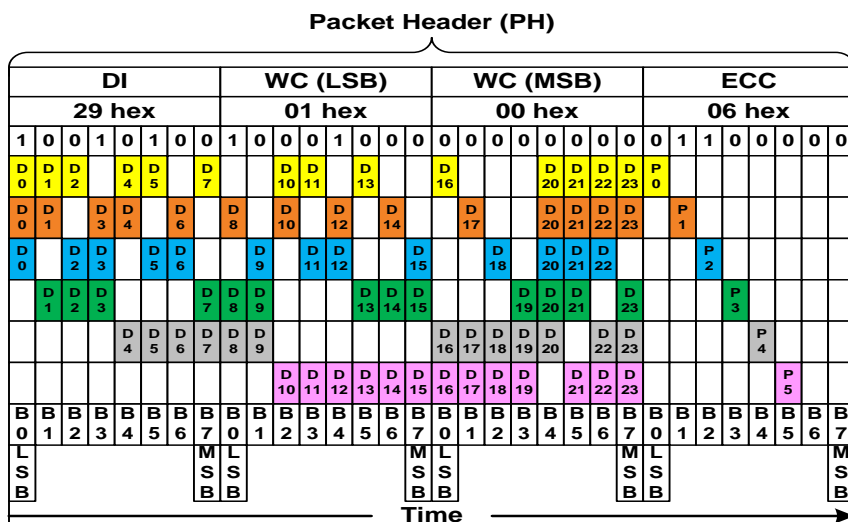 Packet Header (PH)
DI WC (LSB) WC (MSB) ECC
29 hex 01 hex 00 hex 06 hex
1 0 0 1 0 1 0 0 1 0 0 0 1 0 0 0 0 0 0 0 0 0 0 0 0 1 1 0 0 0 0 0
D0 D1 D2 D4 D5 D7 D10 D11 D13 D16 D20 D21 D22 D23 P0
D0 D1 D3 D4 D6 D8 D10 D12 D14 D17 D20 D21 D22 D23 P1
D0 D2 D3 D5 D6 D9 D11 D12 D15 D18 D20 D21 D22 P2
D1 D2 D3 D7 D8 D9 D13 D14 D15 D19 D20 D21 D23 P3
D4 D5 D6 D7 D8 D9 D16 D17 D18 D19 D20 D22 D23 P4
D10 D11 D12 D13 D14 D15 D16 D17 D18 D19 D21 D22 D23 P5
B0 B1 B2 B3 B4 B5 B6 B7 B0 B1 B2 B3 B4 B5 B6 B7 B0 B1 B2 B3 B4 B5 B6 B7 B0 B1 B2 B3 B4 B5 B6 B7
LSB MSB LSB MSB LSB MSB LSB MSB
Time